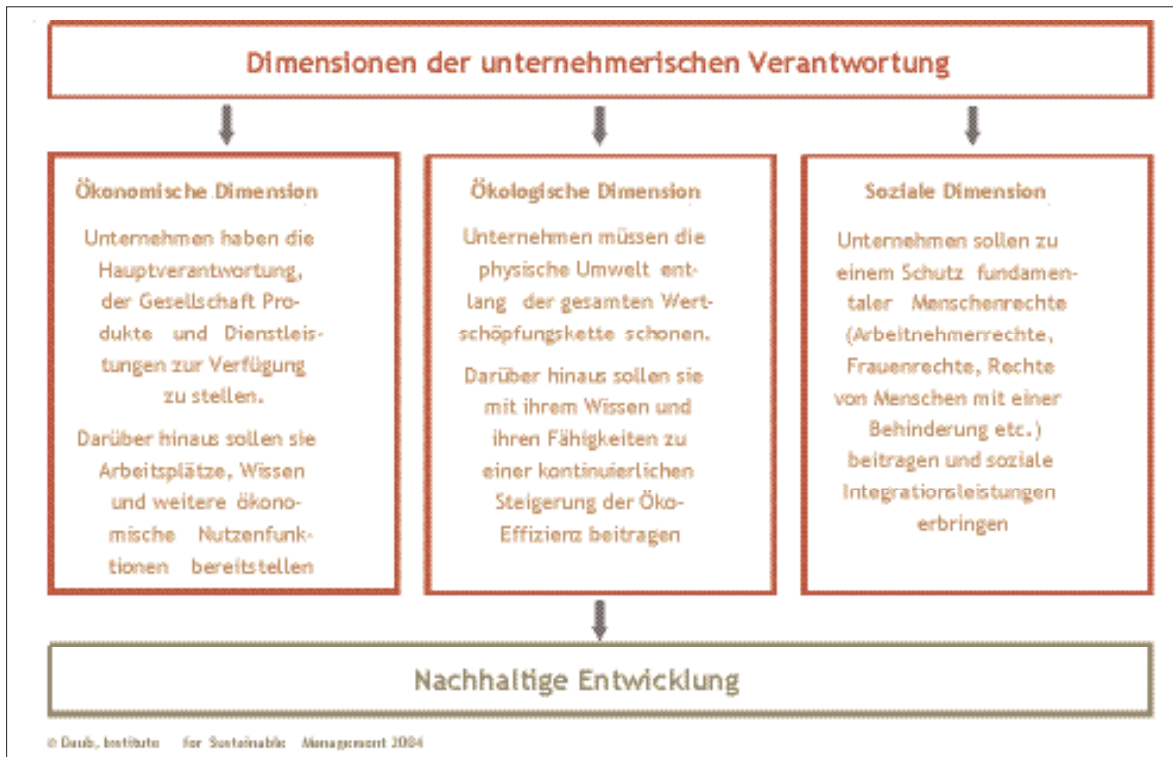 Dimensionen der unternehmerischen Verantwortung
Ökonomische Dimension
Unternehmen haben die
Hauptverantwortung,
der Gesellschaft Pro-
dukte und Dienstleis-
tungen zur Verfügung
zu stellen.
Darüber hinaus sollen sie
Arbeitsplätze, Wissen
und weitere ökono-
mische Nutzenfunk-
tionen bereitstellen
Ökologische Dimension
Unternehmen müssen die
physische Umwelt ent-
lang der gesamten Wert-
schöpfungskette schonen.
Darüber hinaus sollen sie
mit ihrem Wissen und
ihren Fähigkeiten zu
einer kontinuierlichen
Steigerung der Öko-
Effizienz beitragen
Soziale Dimension
Unternehmen sollen zu
einem Schutz fundamen-
taler Menschenrechte
(Arbeitnehmerrechte,
Frauenrechte, Rechte
von Menschen mit einer
Behinderung etc.)
beitragen und soziale
Integrationsleistungen
erbringen
Nachhaltige Entwicklung
© Daub, Institute for Sustainable Management 2004